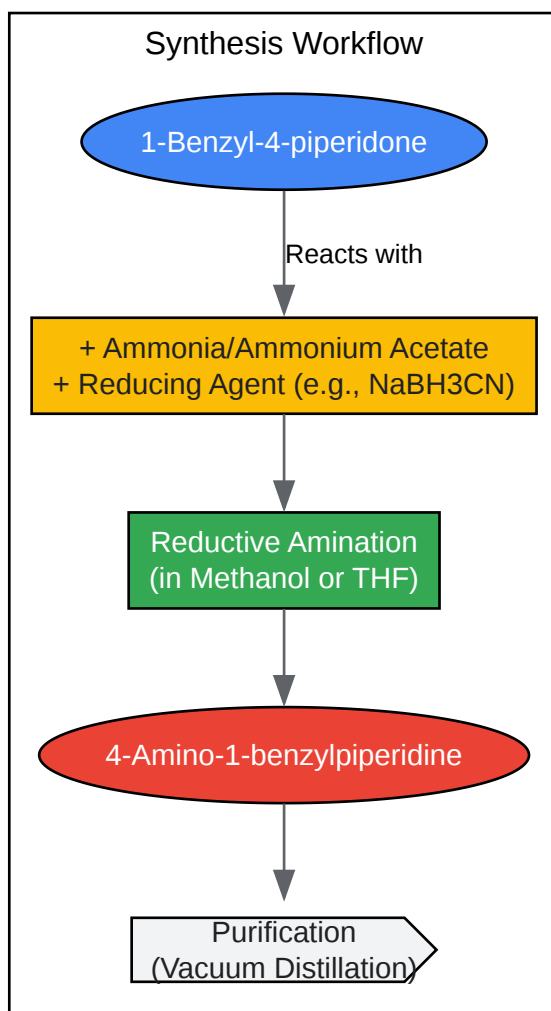 Synthesis Workflow
1-Benzyl-4-piperidone
Reacts with
+ Ammonia/Ammonium Acetate
+ Reducing Agent (e.g., NaBH3CN)
Reductive Amination
(in Methanol or THF)
4-Amino-1-benzylpiperidine
Purification
(Vacuum Distillation)